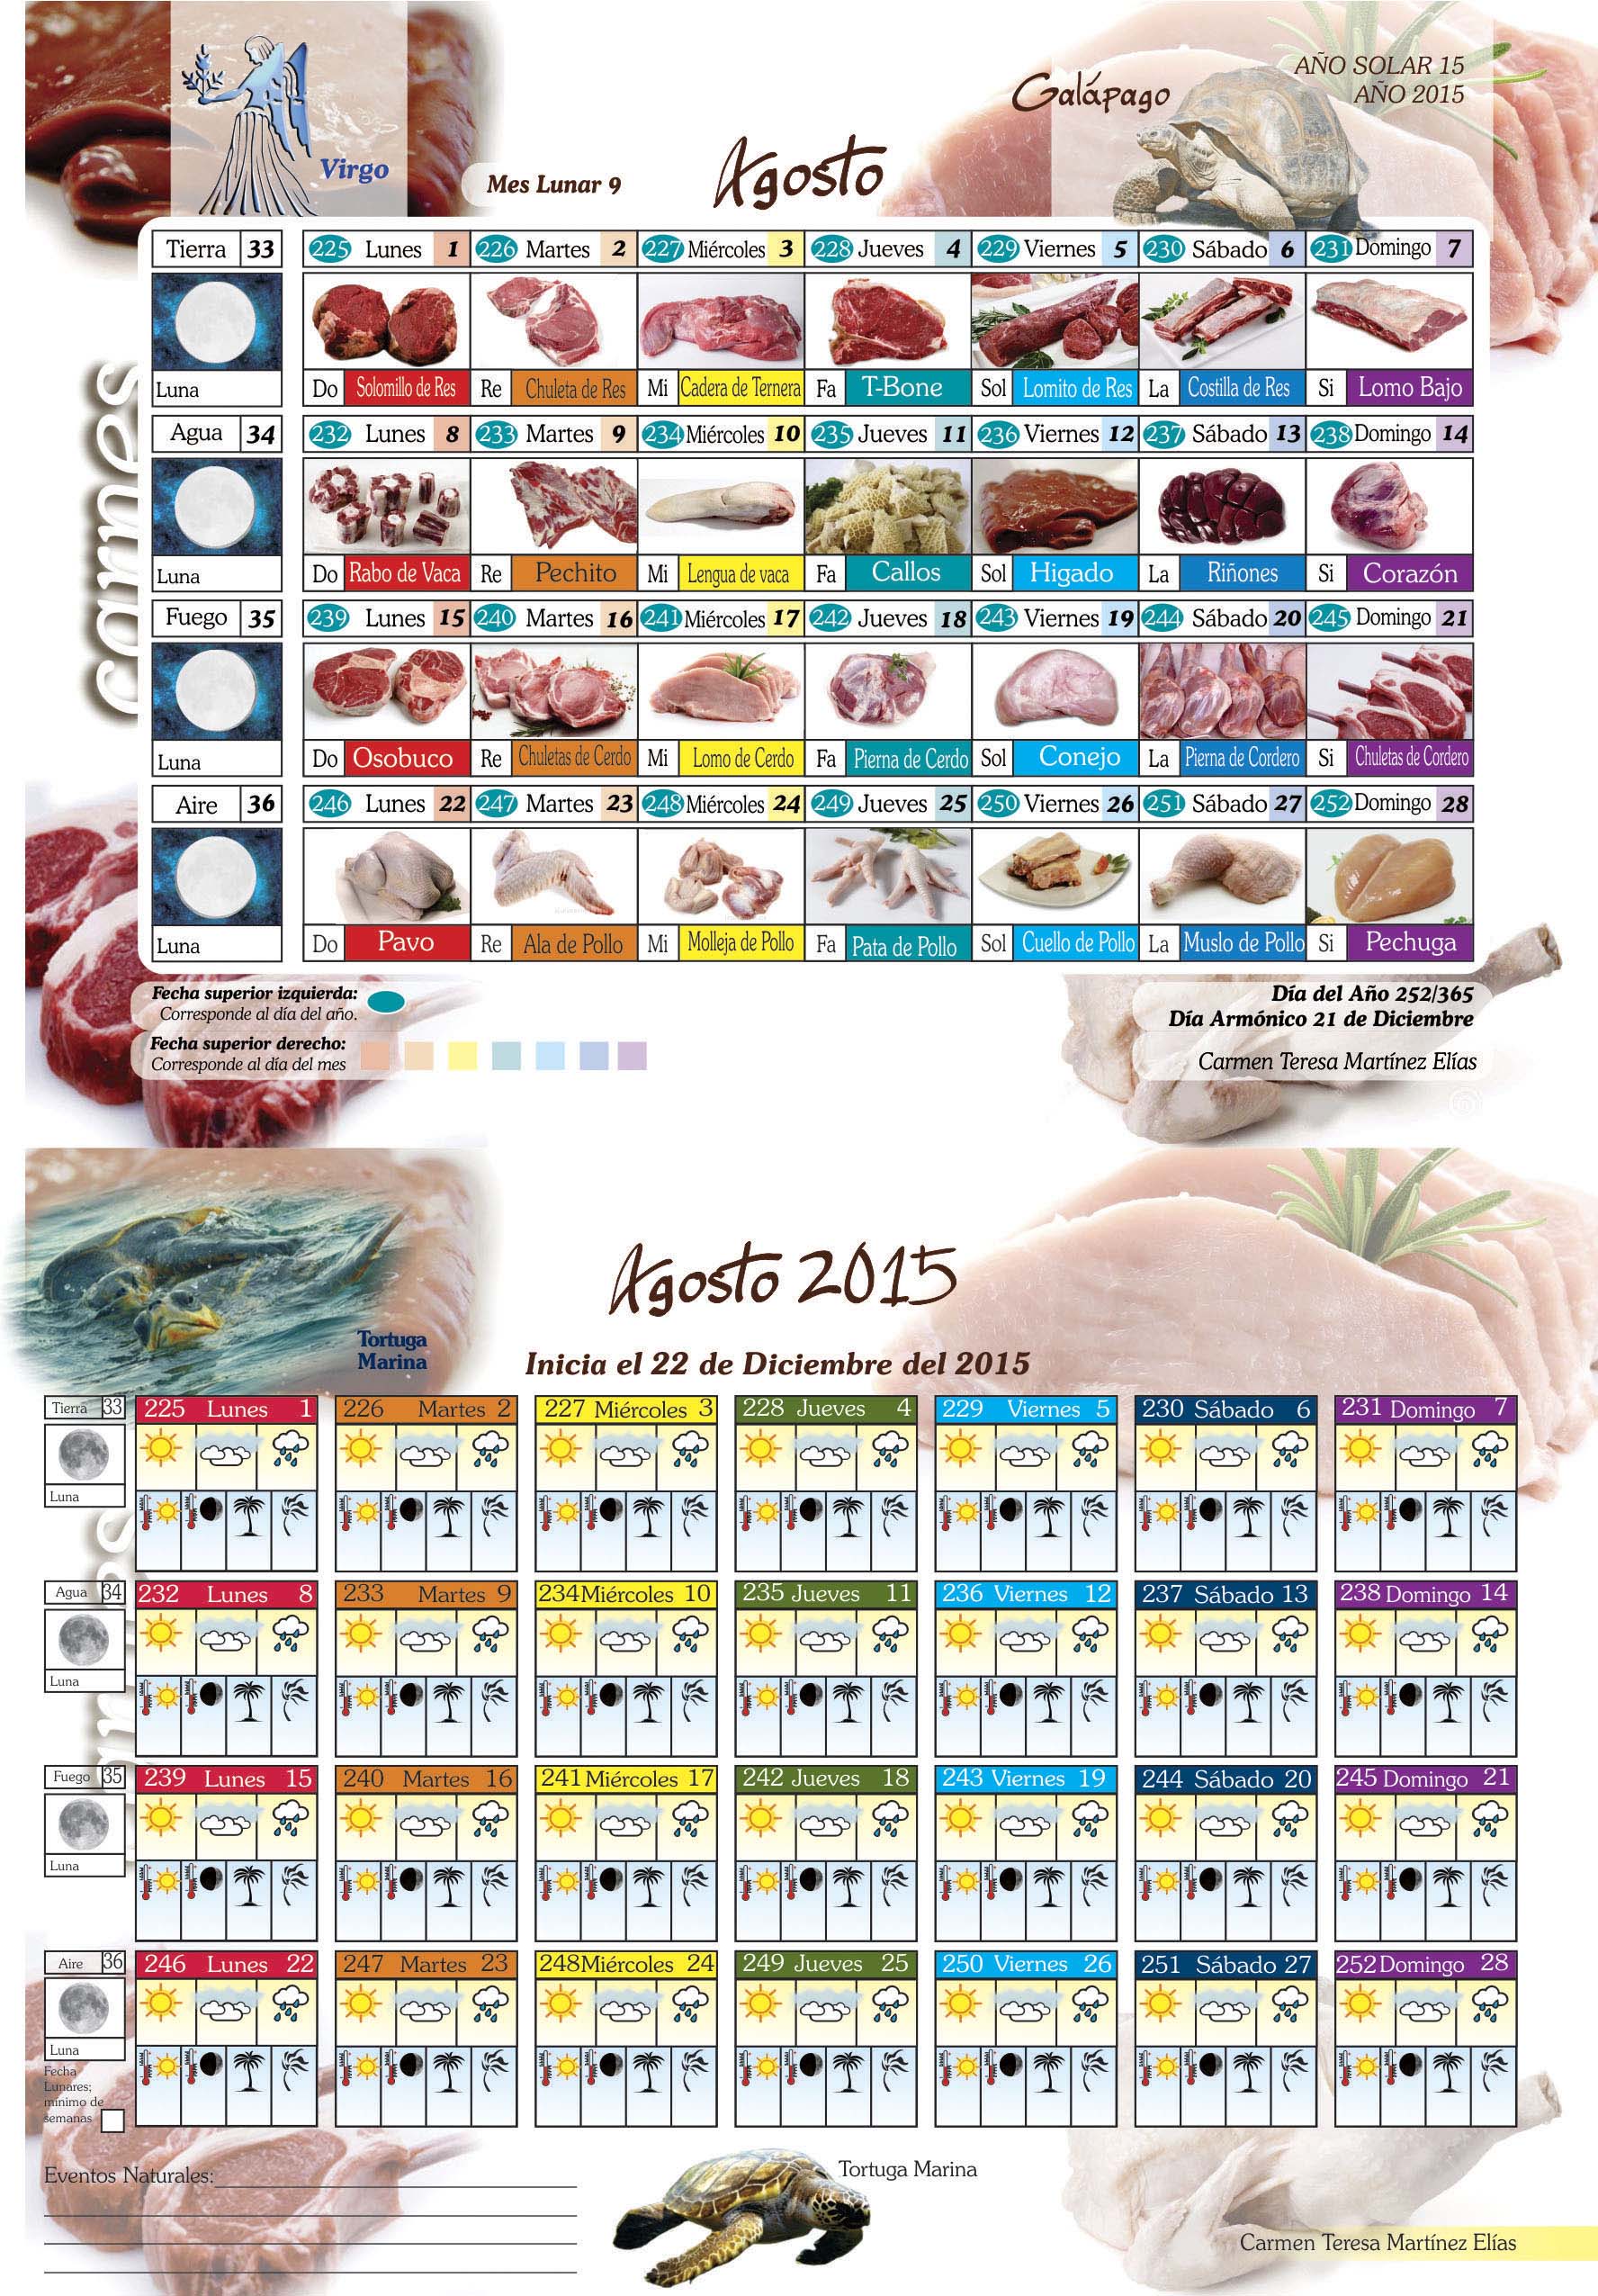 AÑO SOLAR 15
AÑO 2015
Galápago
Virgo
Mes Lunar 9
Agosto
carnes
Tierra 33
225 Lunes 1 226 Martes 2 227 Miércoles 3 228 Jueves 4 229 Viernes 5 230 Sábado 6 231 Domingo 7
Luna
Do Solomillo de Res Re Chuleta de Res Mi Cadera de Ternera Fa T-Bone Sol Lomito de Res La Costilla de Res Si Lomo Bajo
Agua 34
232 Lunes 8 233 Martes 9 234 Miércoles 10 235 Jueves 11 236 Viernes 12 237 Sábado 13 238 Domingo 14
Luna
Do Rabo de Vaca Re Pechito Mi Lengua de vaca Fa Callos Sol Higado La Riñones Si Corazón
Fuego 35
239 Lunes 15 240 Martes 16 241 Miércoles 17 242 Jueves 18 243 Viernes 19 244 Sábado 20 245 Domingo 21
Luna
Do Osobuco Re Chuletas de Cerdo Mi Lomo de Cerdo Fa Pierna de Cerdo Sol Conejo La Pierna de Cordero Si Chuletas de Cordero
Aire 36
246 Lunes 22 247 Martes 23 248 Miércoles 24 249 Jueves 25 250 Viernes 26 251 Sábado 27 252 Domingo 28
Luna
Do Pavo Re Ala de Pollo Mi Molleja de Pollo Fa Pata de Pollo Sol Cuello de Pollo La Muslo de Pollo Si Pechuga
Fecha superior izquierda:
Corresponde al día del año.
Fecha superior derecho:
Corresponde al día del mes
Día del Año 252/365
Día Armónico 21 de Diciembre
Carmen Teresa Martínez Elías
Agosto 2015
Tortuga
Marina
Inicia el 22 de Diciembre del 2015
Tierra 33
225 Lunes 1 226 Martes 2 227 Miércoles 3 228 Jueves 4 229 Viernes 5 230 Sábado 6 231 Domingo 7
Luna
Agua 34
232 Lunes 8 233 Martes 9 234 Miércoles 10 235 Jueves 11 236 Viernes 12 237 Sábado 13 238 Domingo 14
Luna
Fuego 35
239 Lunes 15 240 Martes 16 241 Miércoles 17 242 Jueves 18 243 Viernes 19 244 Sábado 20 245 Domingo 21
Luna
Aire 36
246 Lunes 22 247 Martes 23 248 Miércoles 24 249 Jueves 25 250 Viernes 26 251 Sábado 27 252 Domingo 28
Luna
Fecha
Lunares;
minimo de
semanas
Eventos Naturales:
Tortuga Marina
Carmen Teresa Martínez Elías